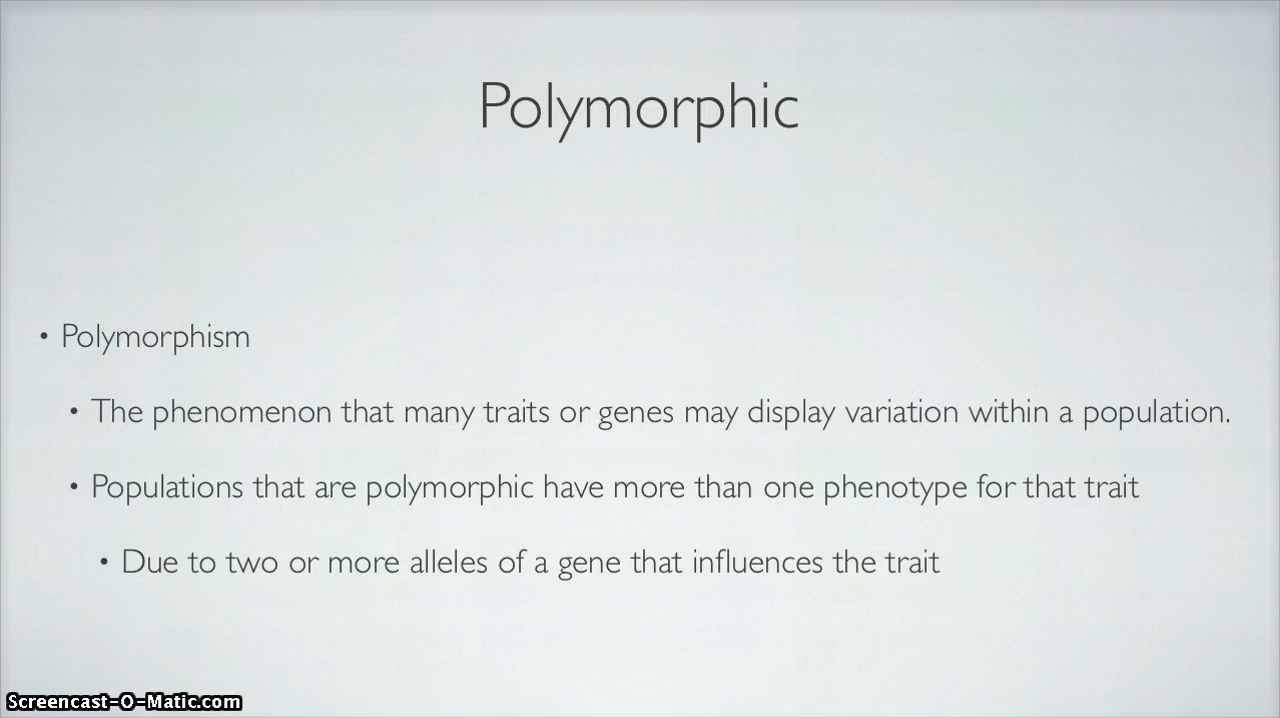 Polymorphic
• Polymorphism
• The phenomenon that many traits or genes may display variation within a population.
• Populations that are polymorphic have more than one phenotype for that trait
• Due to two or more alleles of a gene that influences the trait
Screencast-O-Matic.com